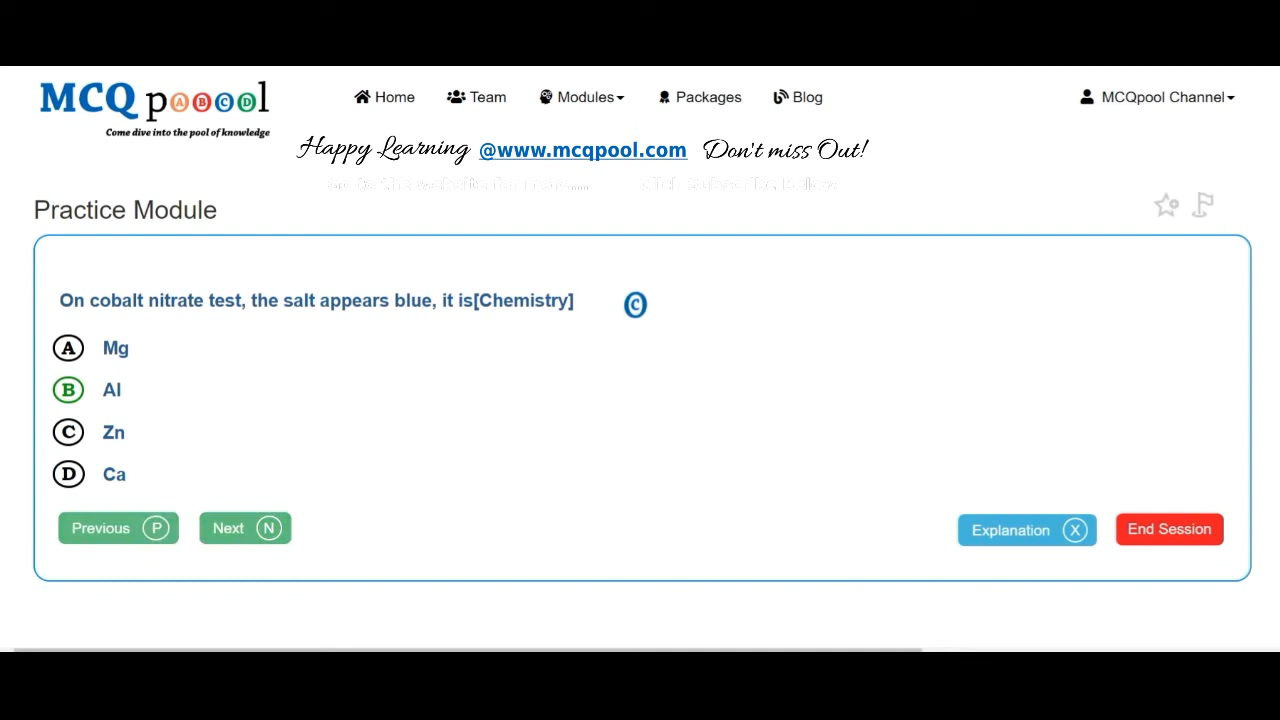 MCQ pooool
Come dive into the pool of knowledge
Home Team Modules Packages Blog MCQpool Channel
Happy Learning @www.mcqpool.com Don't miss Out!
Practice Module
On cobalt nitrate test, the salt appears blue, it is[Chemistry] C
A Mg
B Al
C Zn
D Ca
Previous P Next N Explanation X End Session